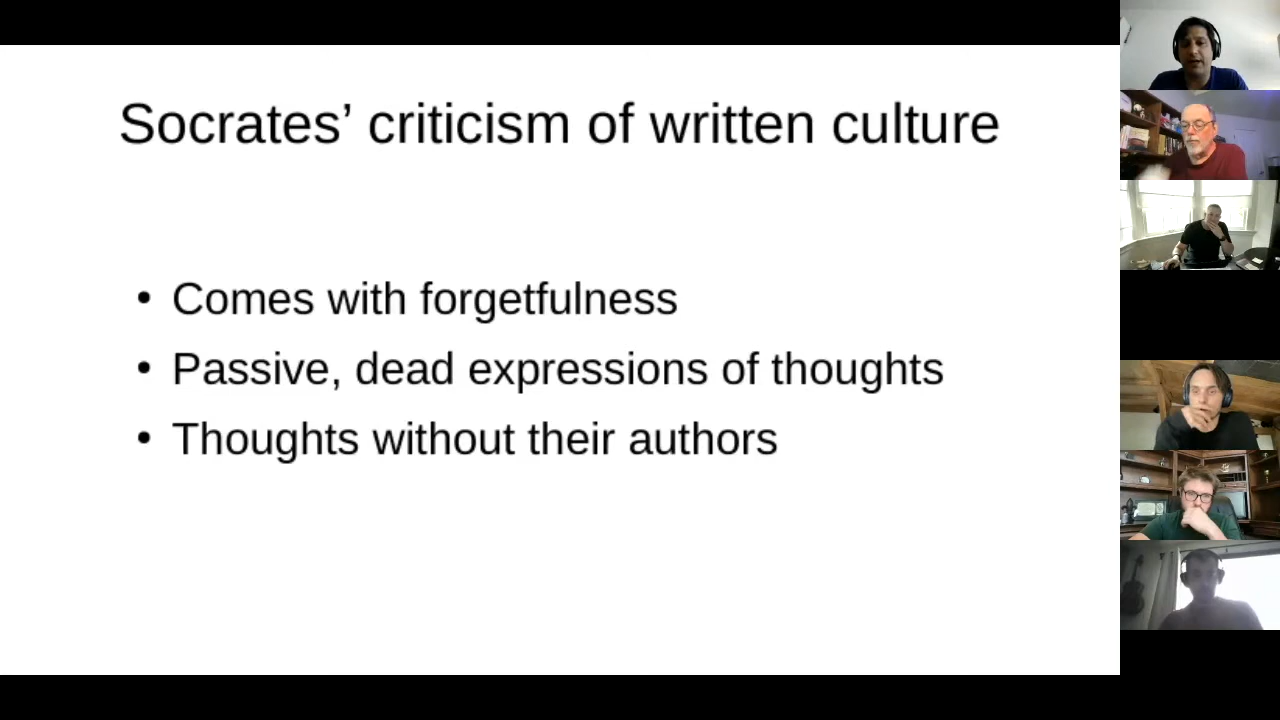 Socrates’ criticism of written culture
• Comes with forgetfulness
• Passive, dead expressions of thoughts
• Thoughts without their authors